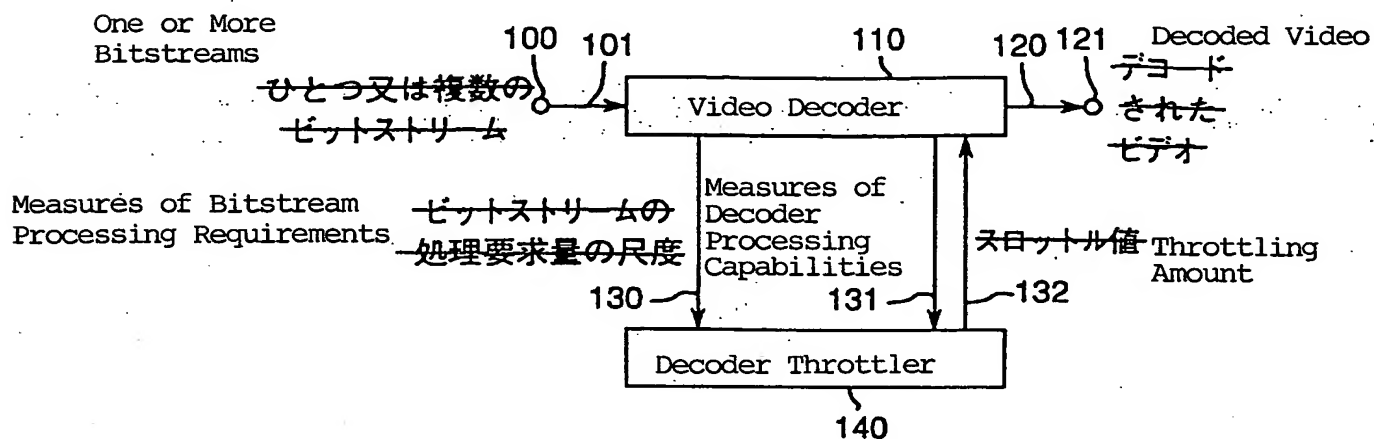 One or More
Bitstreams
ひとつ又は複数の
ビットストリーム
100
101
110
Video Decoder
120
121
Decoded Video
デコード
された
ビデオ
Measures of Bitstream
Processing Requirements
ビットストリームの
処理要求量の尺度
Measures of
Decoder
Processing
Capabilities
スロットル値
Throttling
Amount
130
131
132
Decoder Throttler
140